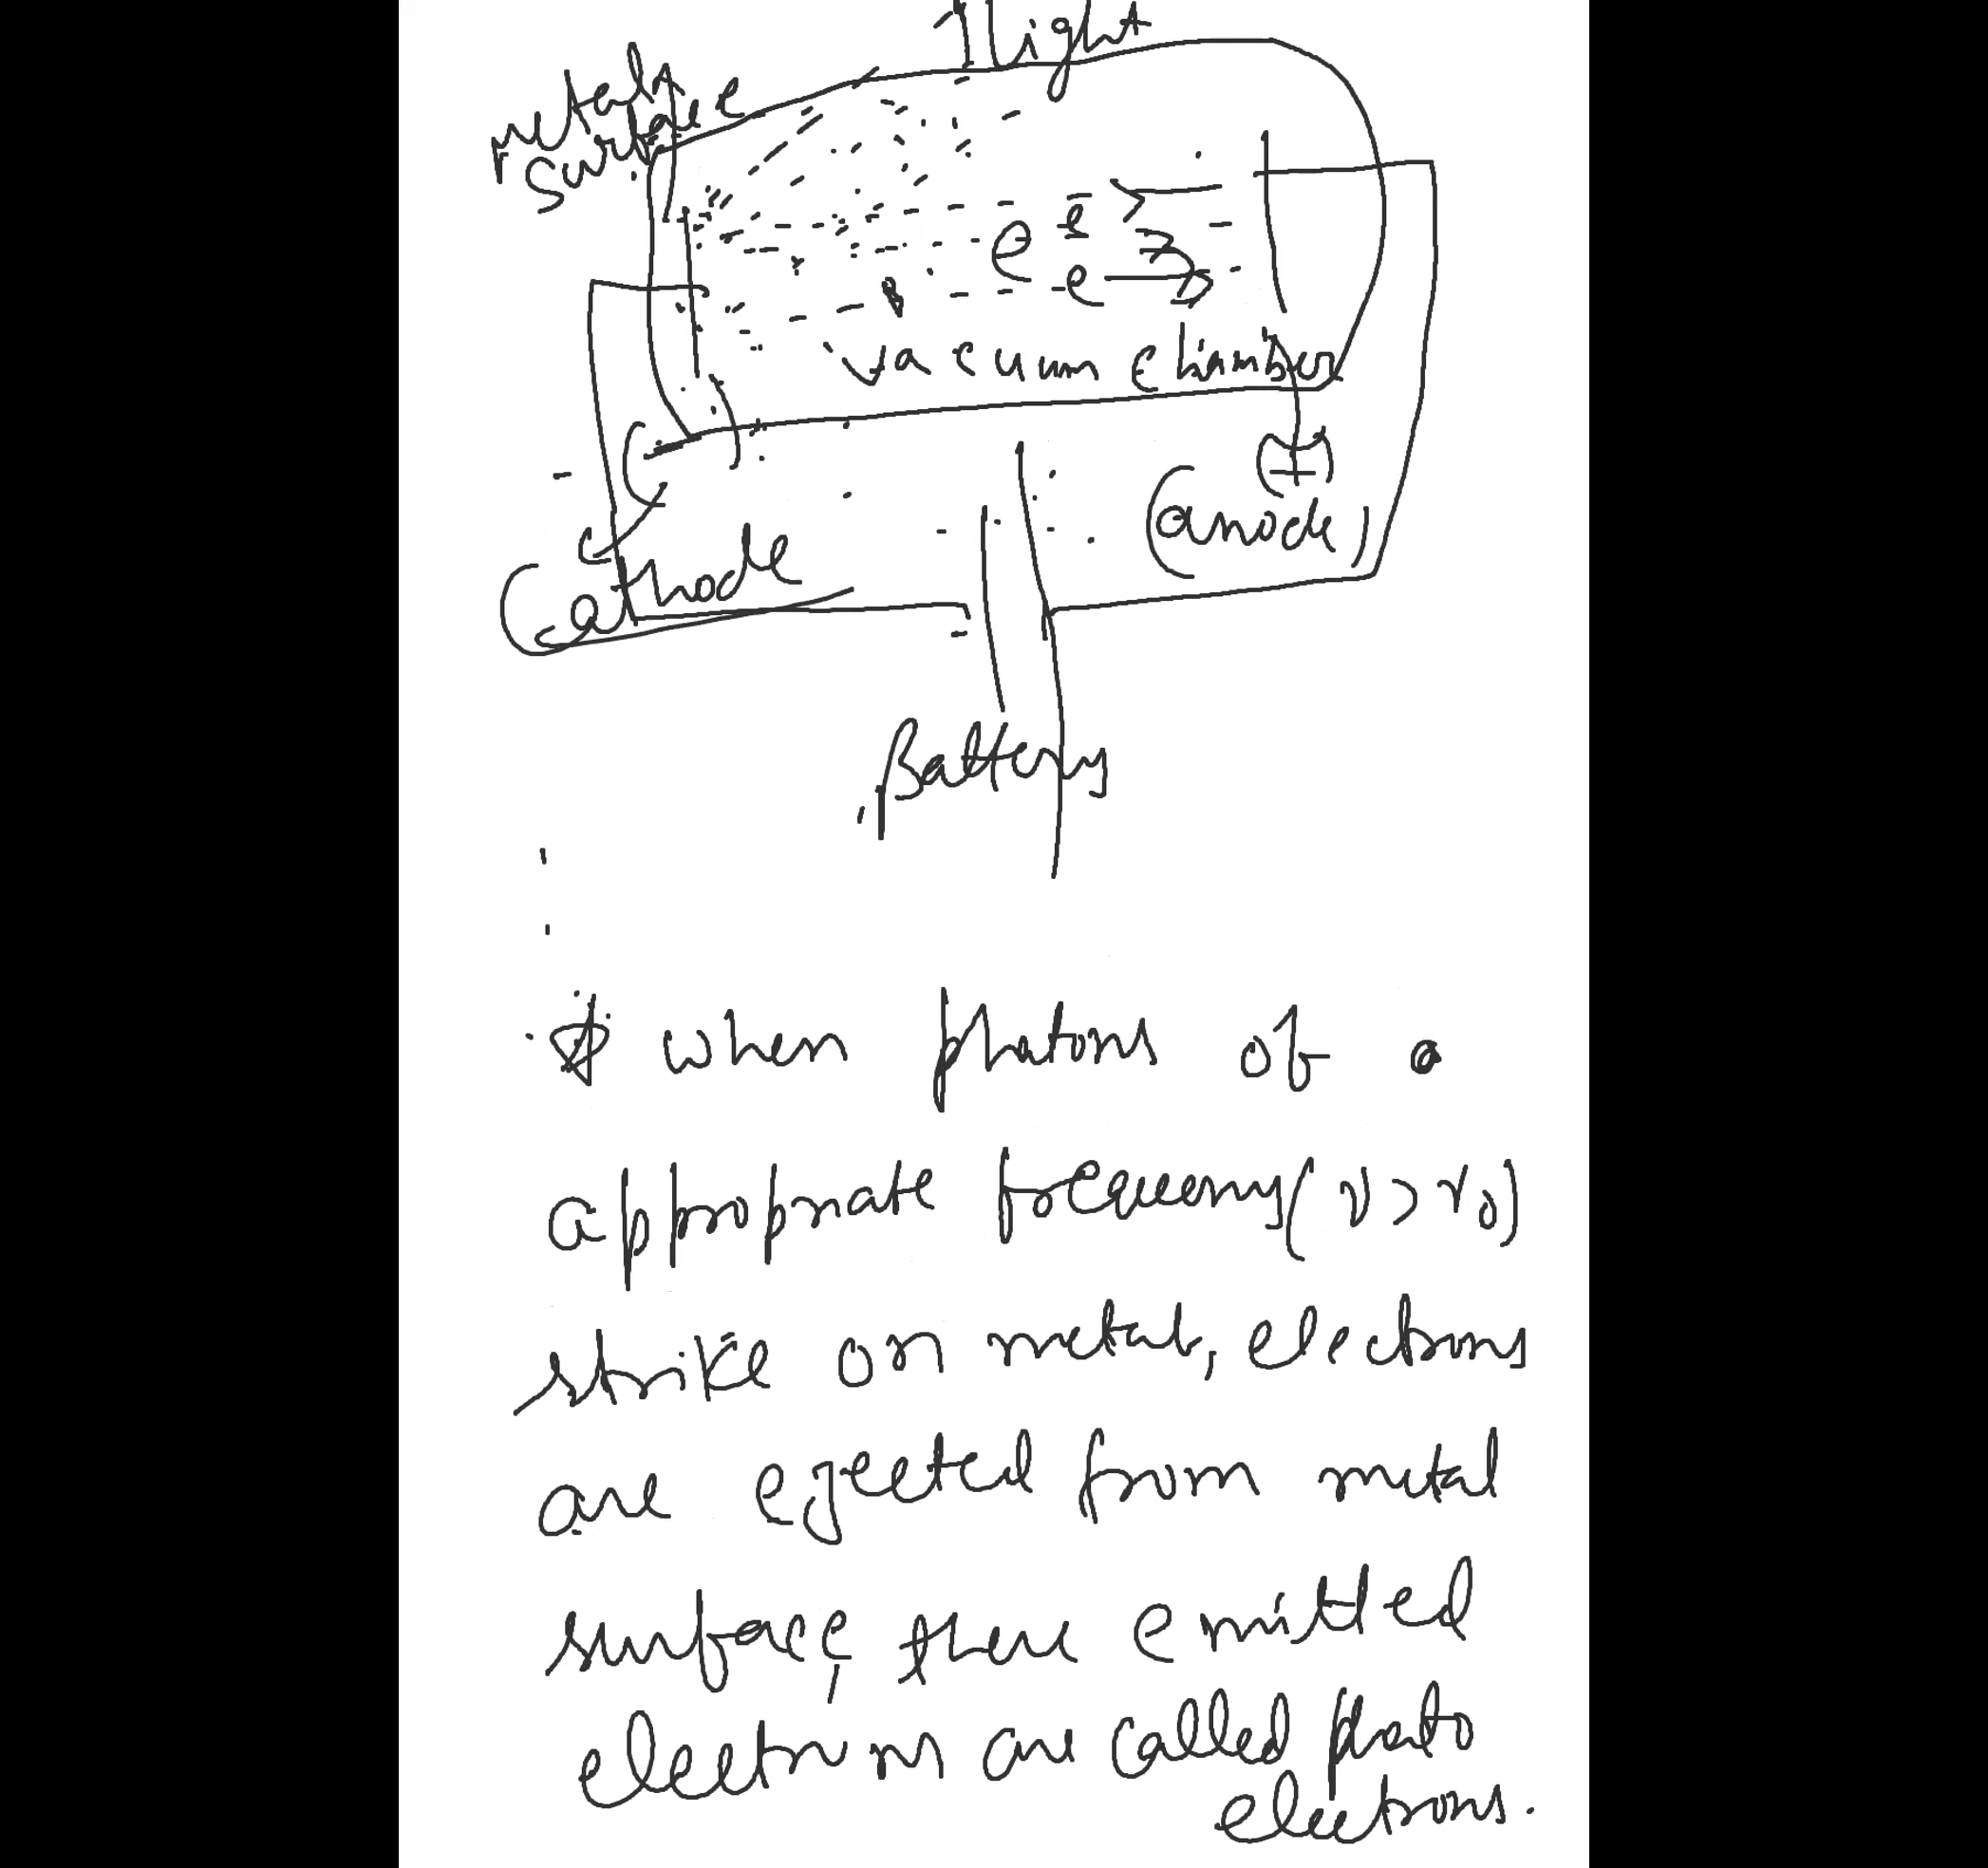 light
metal
surface
e e
e
vacuum chamber
(-)
(+)
(anode)
Cathode
Battery
when photons of a
appropriate frequency (ν > ν₀)
strike on metal, electrons
are ejected from metal
surface, these emitted
electrons are called photo
electrons.